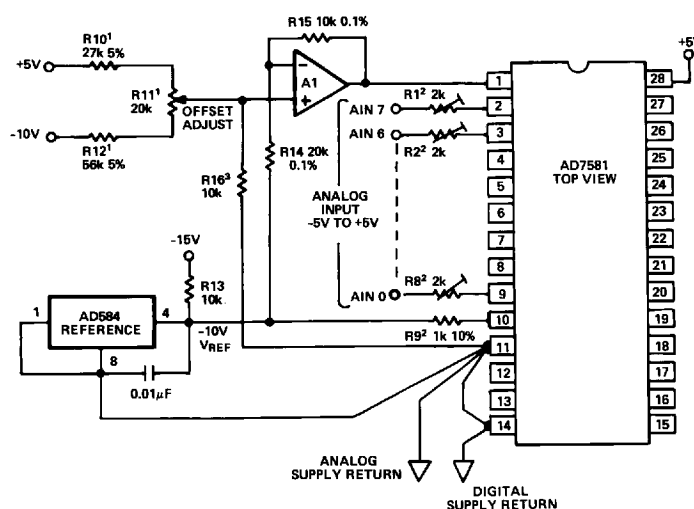 R15 10k 0.1%
+5V
R10¹
27k 5%
A1
−
+
+5V
R11¹
20k
OFFSET
ADJUST
-10V
R12¹
56k 5%
R14 20k
0.1%
R16³
10k
AIN 7
R1² 2k
AIN 6
R2² 2k
ANALOG
INPUT
-5V TO +5V
AIN 0
R8² 2k
-15V
R13
10k
1
AD584
REFERENCE
4
8
-10V
VREF
0.01µF
R9² 1k 10%
AD7581
TOP VIEW
1
2
3
4
5
6
7
8
9
10
11
12
13
14
28
27
26
25
24
23
22
21
20
19
18
17
16
15
ANALOG
SUPPLY RETURN
DIGITAL
SUPPLY RETURN